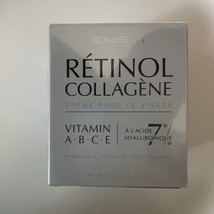 RÉTINOL
COLLAGÈNE
CRÈME POUR LE VISAGE
VITAMIN
A·B·C·E
À L'ACIDE
HYALURONIQUE
7%